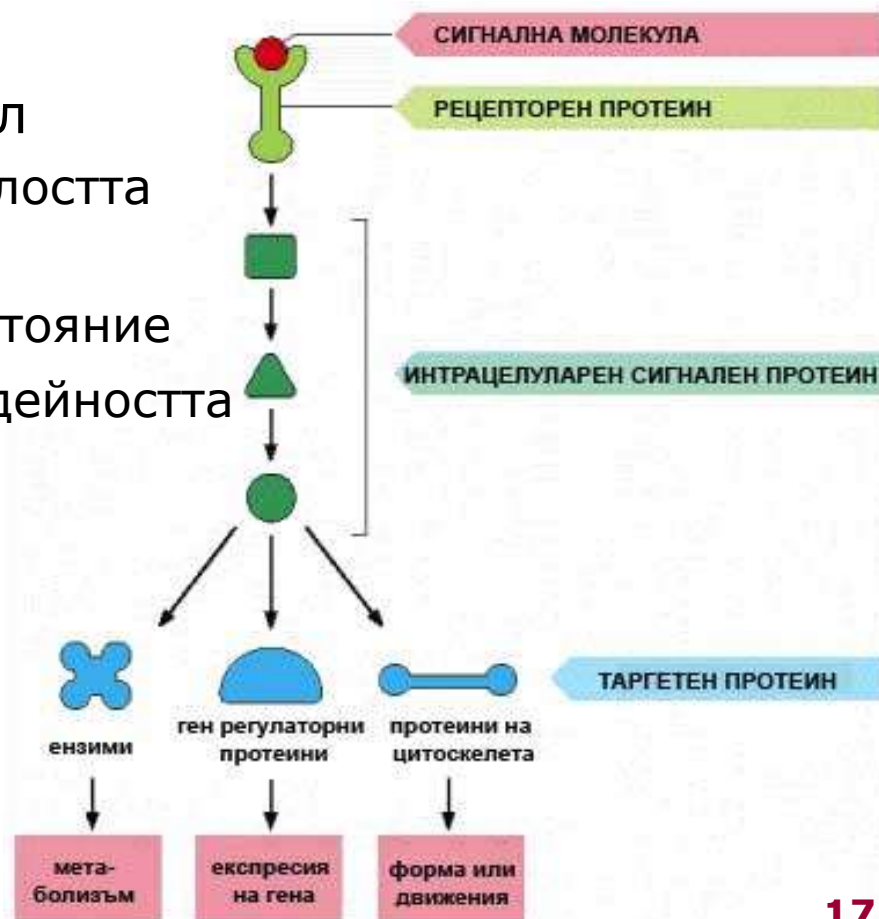 л
лостта
тояние
дейността
СИГНАЛНА МОЛЕКУЛА
РЕЦЕПТОРЕН ПРОТЕИН
ИНТРАЦЕЛУЛАРЕН СИГНАЛЕН ПРОТЕИН
ТАРГЕТЕН ПРОТЕИН
ензими
ген регулаторни
протеини
протеини на
цитоскелета
мета-
болизъм
експресия
на гена
форма или
движения
17